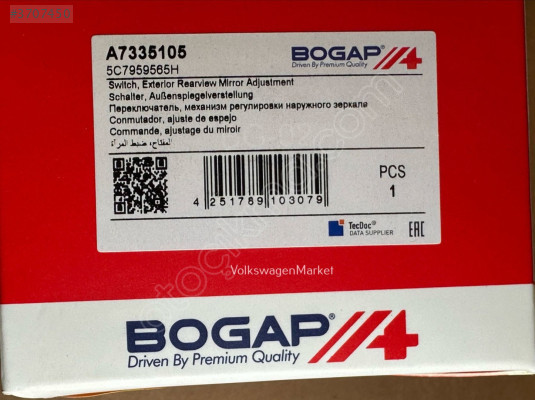 A7335105
5C7959565H
BOGAP
Driven By Premium Quality
Switch, Exterior Rearview Mirror Adjustment
Schalter, Außenspiegelverstellung
Переключатель, механизм регулировки наружного зеркале
Conmutador, ajuste de espejo
Commande, ajustage du miroir
المفتاح، ضبط المرآة
PCS
1
4 251789 103079
TecDoc®
DATA SUPPLIER
EAC
VolkswagenMarket
BOGAP
Driven By Premium Quality